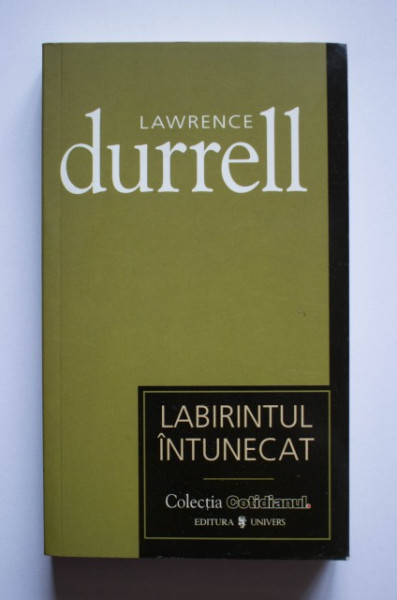 LAWRENCE
durrell
LABIRINTUL
ÎNTUNECAT
Colecția Cotidianul.
EDITURA UNIVERS